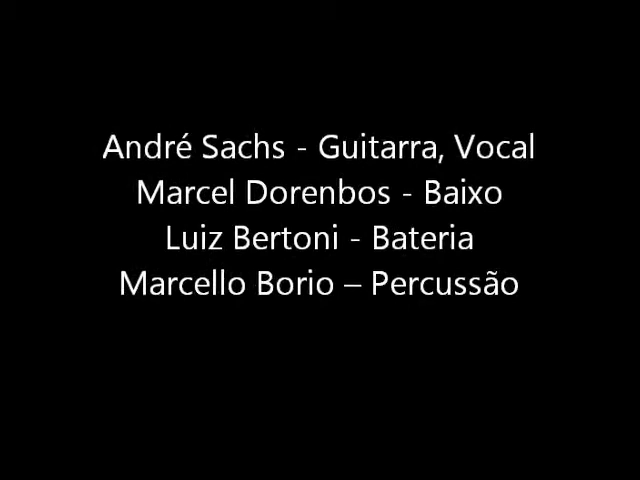 André Sachs - Guitarra, Vocal
Marcel Dorenbos - Baixo
Luiz Bertoni - Bateria
Marcello Borio – Percussão